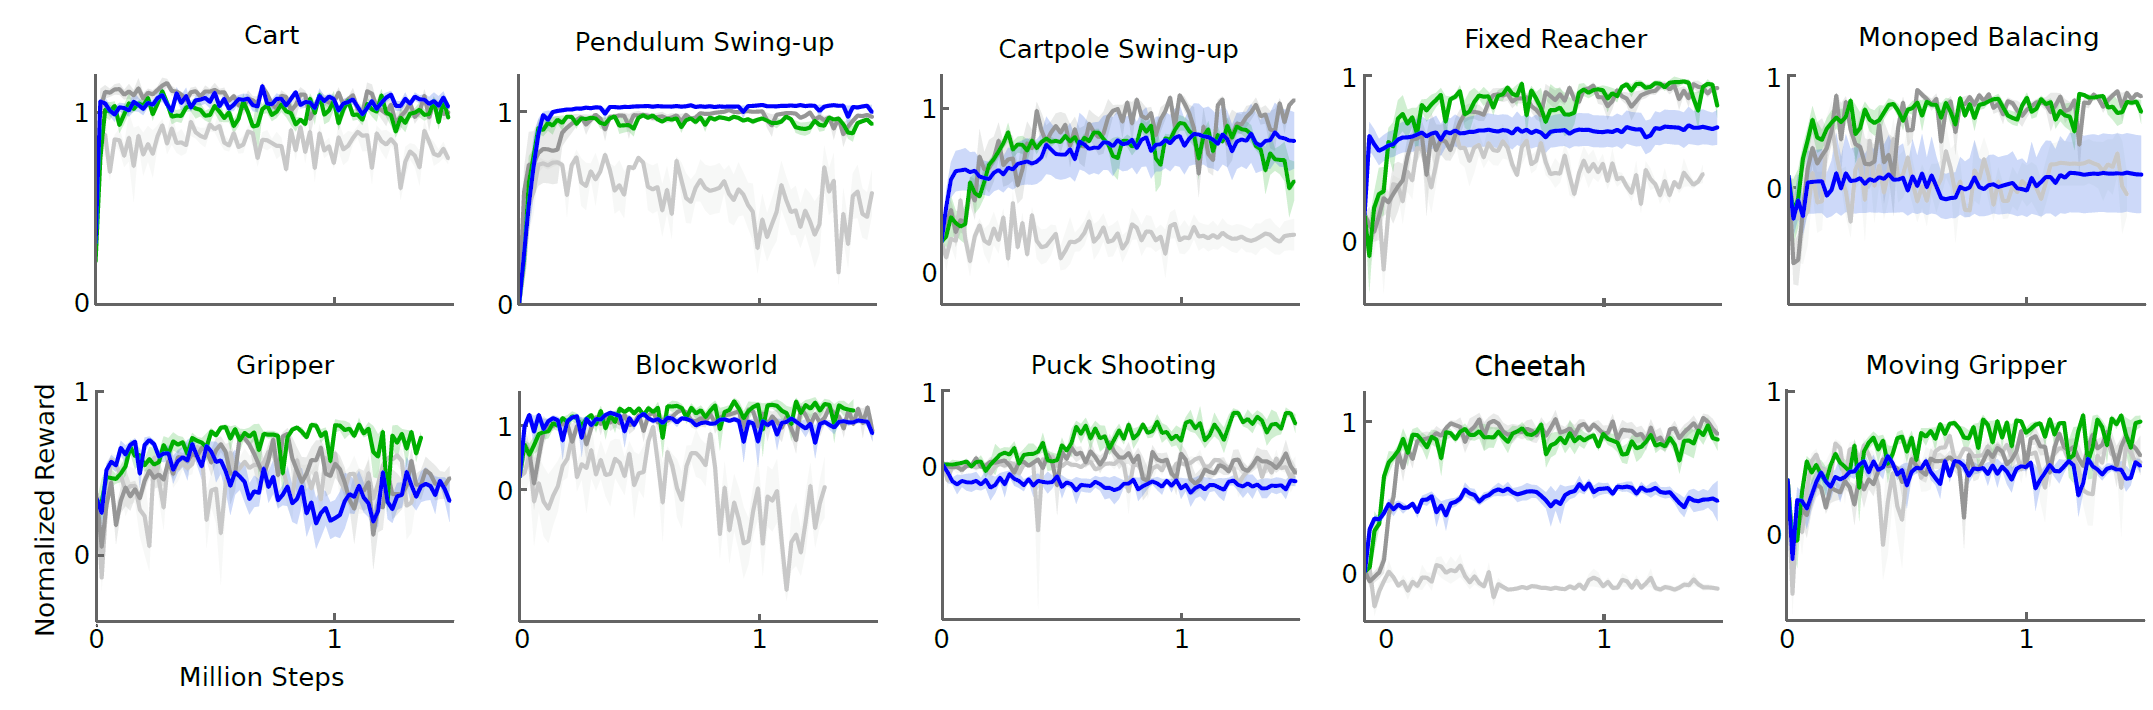 Cart
Pendulum Swing-up
Cartpole Swing-up
Fixed Reacher
Monoped Balacing
1
0
1
0
1
0
1
0
1
0
Gripper
Blockworld
Puck Shooting
Cheetah
Moving Gripper
Normalized Reward
1
0
0
1
1
0
0
1
1
0
0
1
1
0
0
1
1
0
0
1
Million Steps